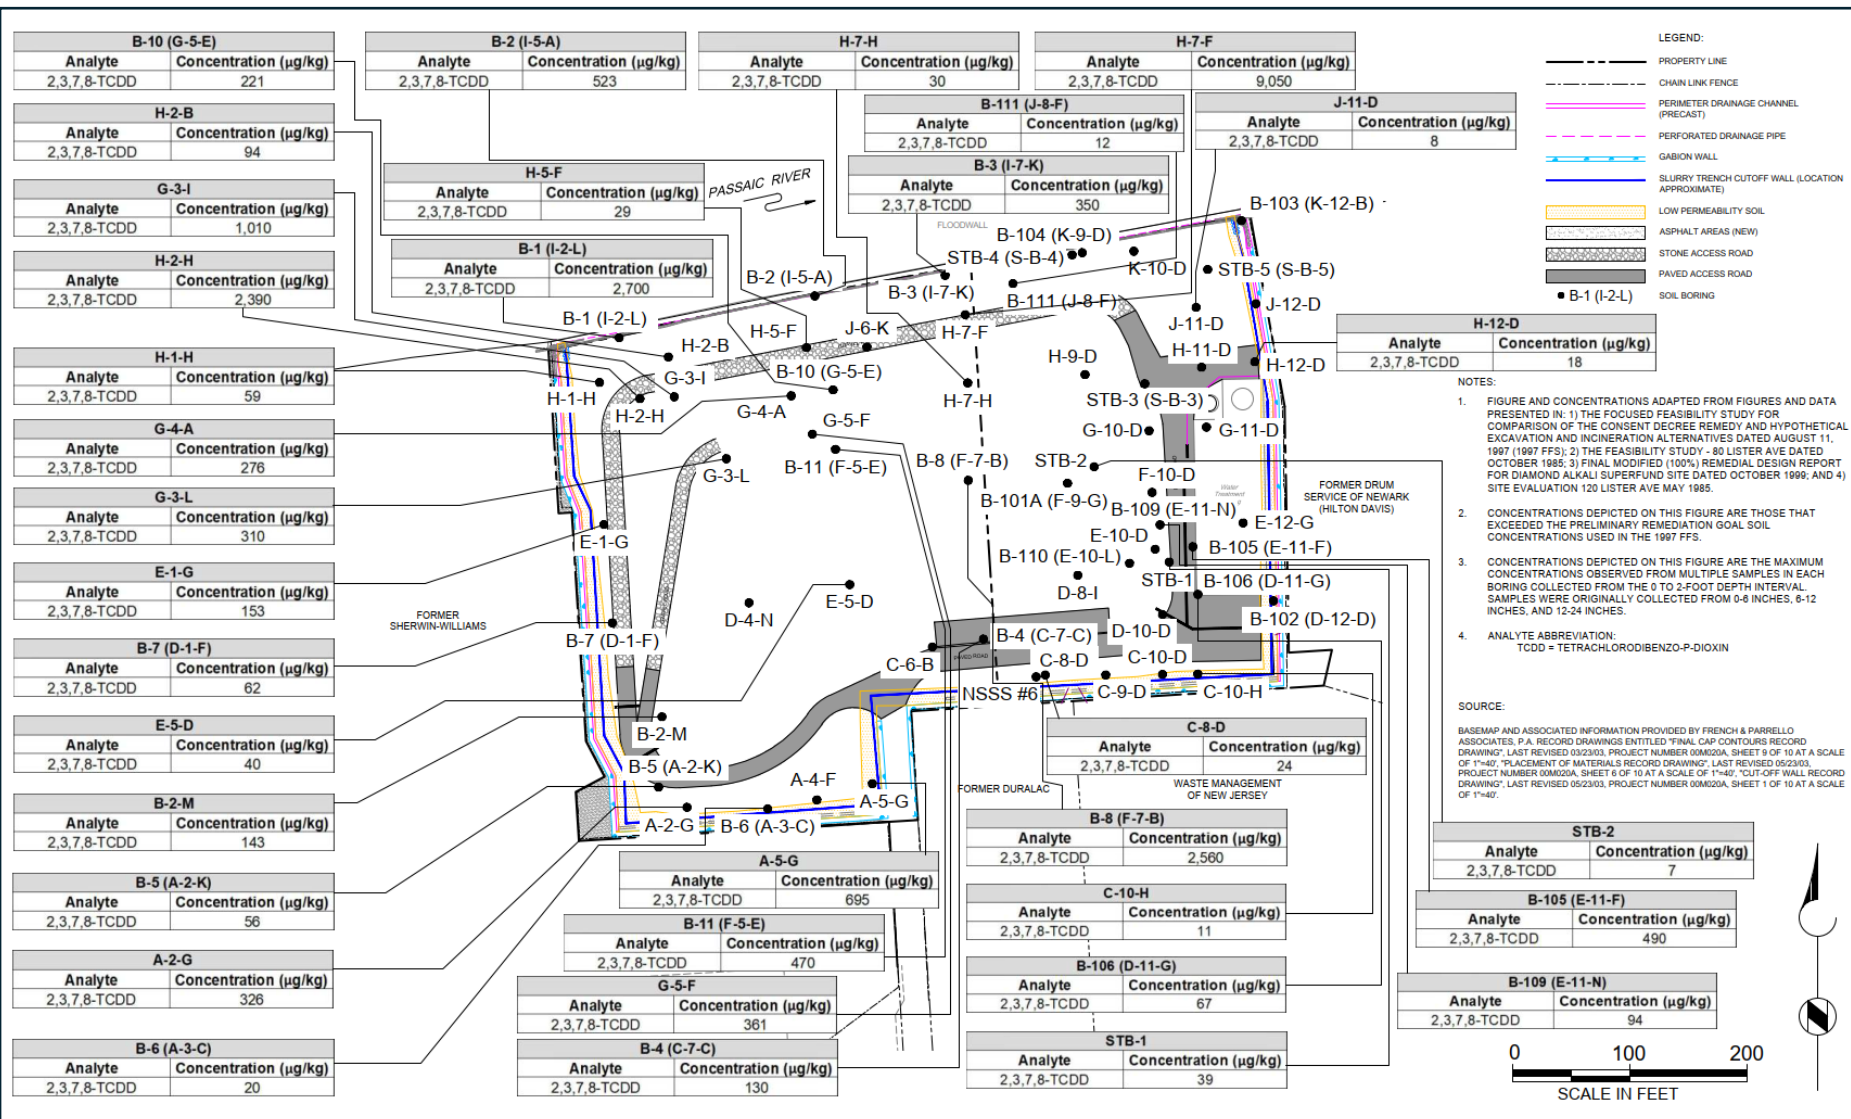 B-10 (G-5-E)
Analyte Concentration (µg/kg)
2,3,7,8-TCDD 221
B-2 (I-5-A)
Analyte Concentration (µg/kg)
2,3,7,8-TCDD 523
H-7-H
Analyte Concentration (µg/kg)
2,3,7,8-TCDD 30
H-7-F
Analyte Concentration (µg/kg)
2,3,7,8-TCDD 9,050
H-2-B
Analyte Concentration (µg/kg)
2,3,7,8-TCDD 94
B-111 (J-8-F)
Analyte Concentration (µg/kg)
2,3,7,8-TCDD 12
J-11-D
Analyte Concentration (µg/kg)
2,3,7,8-TCDD 8
H-5-F
Analyte Concentration (µg/kg)
2,3,7,8-TCDD 29
B-3 (I-7-K)
Analyte Concentration (µg/kg)
2,3,7,8-TCDD 350
G-3-I
Analyte Concentration (µg/kg)
2,3,7,8-TCDD 1,010
B-1 (I-2-L)
Analyte Concentration (µg/kg)
2,3,7,8-TCDD 2,700
H-2-H
Analyte Concentration (µg/kg)
2,3,7,8-TCDD 2,390
H-1-H
Analyte Concentration (µg/kg)
2,3,7,8-TCDD 59
H-12-D
Analyte Concentration (µg/kg)
2,3,7,8-TCDD 18
G-4-A
Analyte Concentration (µg/kg)
2,3,7,8-TCDD 276
G-3-L
Analyte Concentration (µg/kg)
2,3,7,8-TCDD 310
E-1-G
Analyte Concentration (µg/kg)
2,3,7,8-TCDD 153
B-7 (D-1-F)
Analyte Concentration (µg/kg)
2,3,7,8-TCDD 62
E-5-D
Analyte Concentration (µg/kg)
2,3,7,8-TCDD 40
B-2-M
Analyte Concentration (µg/kg)
2,3,7,8-TCDD 143
B-5 (A-2-K)
Analyte Concentration (µg/kg)
2,3,7,8-TCDD 56
A-2-G
Analyte Concentration (µg/kg)
2,3,7,8-TCDD 326
B-6 (A-3-C)
Analyte Concentration (µg/kg)
2,3,7,8-TCDD 20
A-5-G
Analyte Concentration (µg/kg)
2,3,7,8-TCDD 695
B-11 (F-5-E)
Analyte Concentration (µg/kg)
2,3,7,8-TCDD 470
G-5-F
Analyte Concentration (µg/kg)
2,3,7,8-TCDD 361
B-4 (C-7-C)
Analyte Concentration (µg/kg)
2,3,7,8-TCDD 130
C-8-D
Analyte Concentration (µg/kg)
2,3,7,8-TCDD 24
B-8 (F-7-B)
Analyte Concentration (µg/kg)
2,3,7,8-TCDD 2,560
C-10-H
Analyte Concentration (µg/kg)
2,3,7,8-TCDD 11
B-106 (D-11-G)
Analyte Concentration (µg/kg)
2,3,7,8-TCDD 67
STB-1
Analyte Concentration (µg/kg)
2,3,7,8-TCDD 39
STB-2
Analyte Concentration (µg/kg)
2,3,7,8-TCDD 7
B-105 (E-11-F)
Analyte Concentration (µg/kg)
2,3,7,8-TCDD 490
B-109 (E-11-N)
Analyte Concentration (µg/kg)
2,3,7,8-TCDD 94
PASSAIC RIVER
FLOODWALL
B-103 (K-12-B)
B-104 (K-9-D)
STB-4 (S-B-4)
K-10-D
STB-5 (S-B-5)
B-2 (I-5-A)
B-3 (I-7-K)
B-111 (J-8-F)
J-12-D
B-1 (I-2-L)
H-5-F
J-6-K
H-7-F
J-11-D
H-2-B
B-10 (G-5-E)
H-9-D
H-11-D
H-12-D
G-3-I
H-1-H
H-2-H
G-4-A
H-7-H
STB-3 (S-B-3)
G-5-F
G-10-D
G-11-D
G-3-L
B-11 (F-5-E)
B-8 (F-7-B)
STB-2
F-10-D
B-101A (F-9-G)
Water
Treatment
FORMER DRUM
SERVICE OF NEWARK
(HILTON DAVIS)
B-109 (E-11-N)
E-12-G
E-1-G
E-10-D
B-105 (E-11-F)
B-110 (E-10-L)
STB-1
B-106 (D-11-G)
E-5-D
D-8-I
D-4-N
FORMER
SHERWIN-WILLIAMS
B-7 (D-1-F)
B-102 (D-12-D)
B-4 (C-7-C)
D-10-D
PAVED ROAD
C-6-B
C-8-D
C-10-D
NSSS #6
C-9-D
C-10-H
B-2-M
B-5 (A-2-K)
A-4-F
A-5-G
FORMER DURALAC
WASTE MANAGEMENT
OF NEW JERSEY
A-2-G
B-6 (A-3-C)
LEGEND:
PROPERTY LINE
CHAIN LINK FENCE
PERIMETER DRAINAGE CHANNEL
(PRECAST)
PERFORATED DRAINAGE PIPE
GABION WALL
SLURRY TRENCH CUTOFF WALL (LOCATION
APPROXIMATE)
LOW PERMEABILITY SOIL
ASPHALT AREAS (NEW)
STONE ACCESS ROAD
PAVED ACCESS ROAD
B-1 (I-2-L) SOIL BORING
NOTES:
1. FIGURE AND CONCENTRATIONS ADAPTED FROM FIGURES AND DATA
PRESENTED IN: 1) THE FOCUSED FEASIBILITY STUDY FOR
COMPARISON OF THE CONSENT DECREE REMEDY AND HYPOTHETICAL
EXCAVATION AND INCINERATION ALTERNATIVES DATED AUGUST 11,
1997 (1997 FFS); 2) THE FEASIBILITY STUDY - 80 LISTER AVE DATED
OCTOBER 1985; 3) FINAL MODIFIED (100%) REMEDIAL DESIGN REPORT
FOR DIAMOND ALKALI SUPERFUND SITE DATED OCTOBER 1999; AND 4)
SITE EVALUATION 120 LISTER AVE MAY 1985.
2. CONCENTRATIONS DEPICTED ON THIS FIGURE ARE THOSE THAT
EXCEEDED THE PRELIMINARY REMEDIATION GOAL SOIL
CONCENTRATIONS USED IN THE 1997 FFS.
3. CONCENTRATIONS DEPICTED ON THIS FIGURE ARE THE MAXIMUM
CONCENTRATIONS OBSERVED FROM MULTIPLE SAMPLES IN EACH
BORING COLLECTED FROM THE 0 TO 2-FOOT DEPTH INTERVAL.
SAMPLES WERE ORIGINALLY COLLECTED FROM 0-6 INCHES, 6-12
INCHES, AND 12-24 INCHES.
4. ANALYTE ABBREVIATION:
TCDD = TETRACHLORODIBENZO-P-DIOXIN
SOURCE:
BASEMAP AND ASSOCIATED INFORMATION PROVIDED BY FRENCH & PARRELLO
ASSOCIATES, P.A. RECORD DRAWINGS ENTITLED "FINAL CAP CONTOURS RECORD
DRAWING", LAST REVISED 03/23/03, PROJECT NUMBER 00M020A, SHEET 9 OF 10 AT A SCALE
OF 1"=40', "PLACEMENT OF MATERIALS RECORD DRAWING", LAST REVISED 05/23/03,
PROJECT NUMBER 00M020A, SHEET 6 OF 10 AT A SCALE OF 1"=40', "CUT-OFF WALL RECORD
DRAWING", LAST REVISED 05/23/03, PROJECT NUMBER 00M020A, SHEET 1 OF 10 AT A SCALE
OF 1"=40'.
0 100 200
SCALE IN FEET